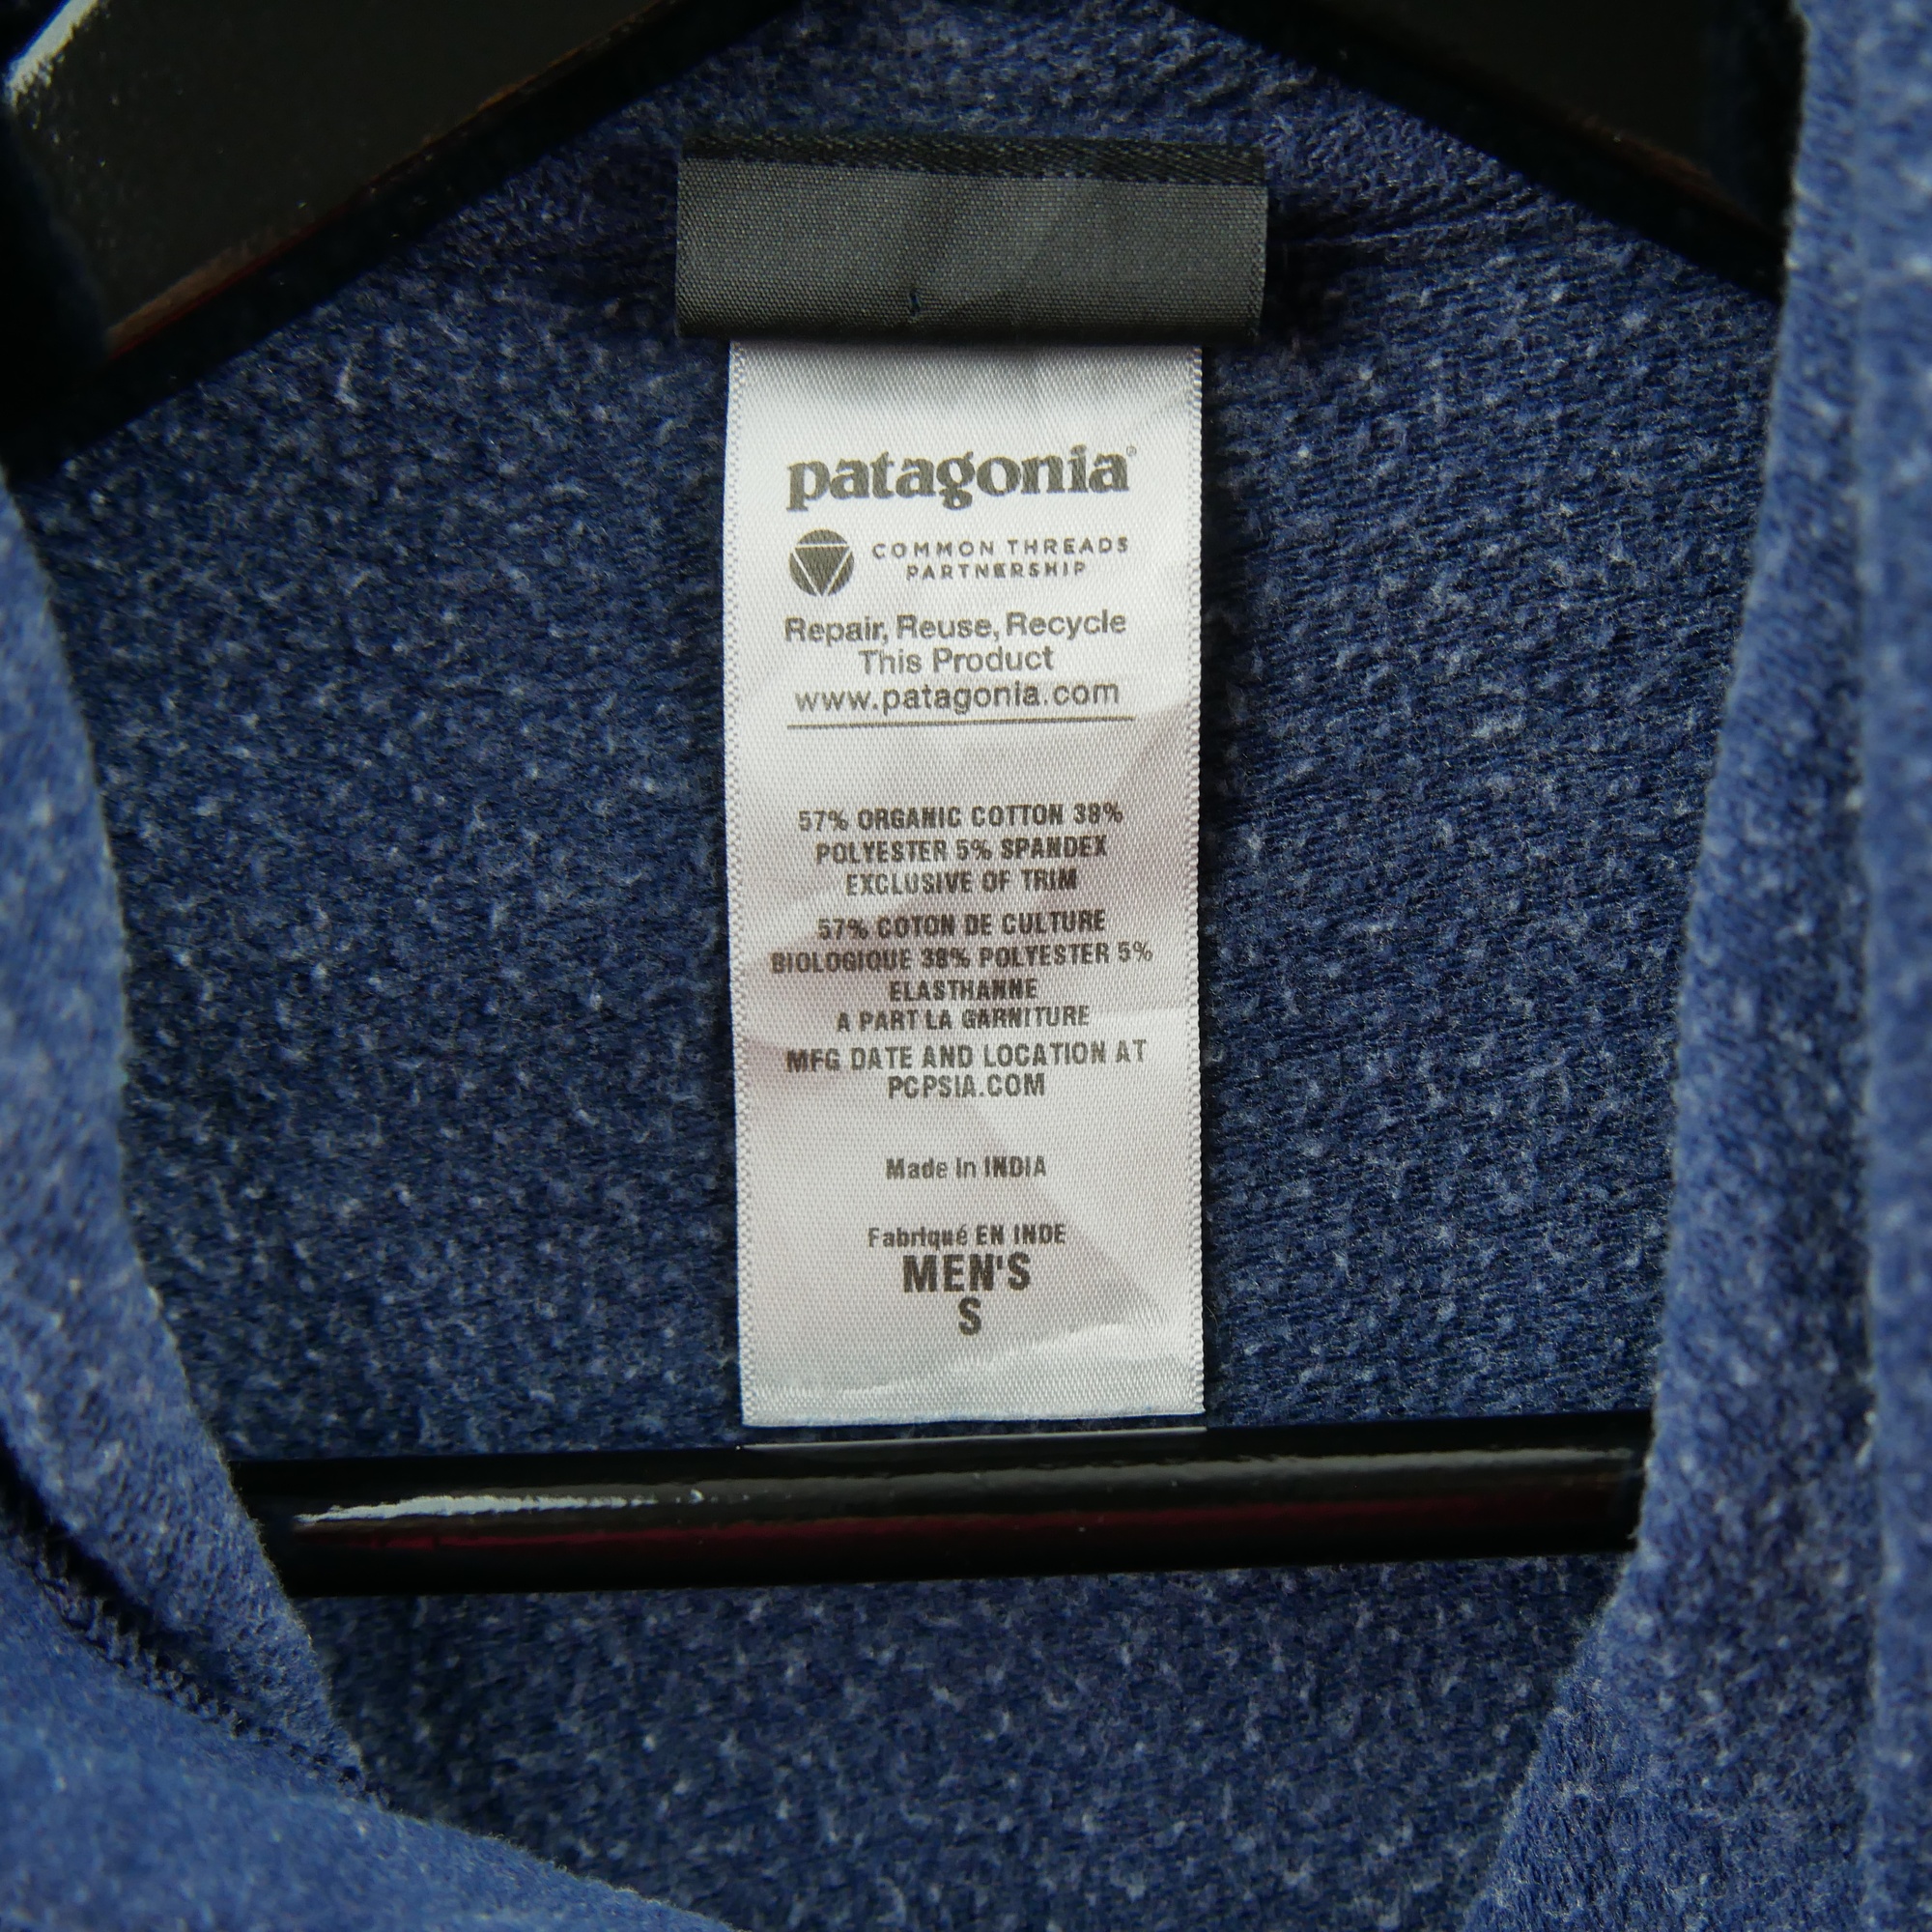 patagonia®
COMMON THREADS
PARTNERSHIP
Repair, Reuse, Recycle
This Product
www.patagonia.com
57% ORGANIC COTTON 38%
POLYESTER 5% SPANDEX
EXCLUSIVE OF TRIM
57% COTON DE CULTURE
BIOLOGIQUE 38% POLYESTER 5%
ELASTHANNE
A PART LA GARNITURE
MFG DATE AND LOCATION AT
PCPSIA.COM
Made in INDIA
Fabriqué EN INDE
MEN'S
S